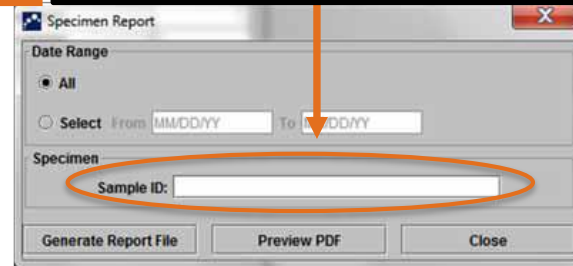 Specimen Report
Date Range
All
Select From MM/DD/YY To MM/DD/YY
Specimen
Sample ID:
Generate Report File Preview PDF Close